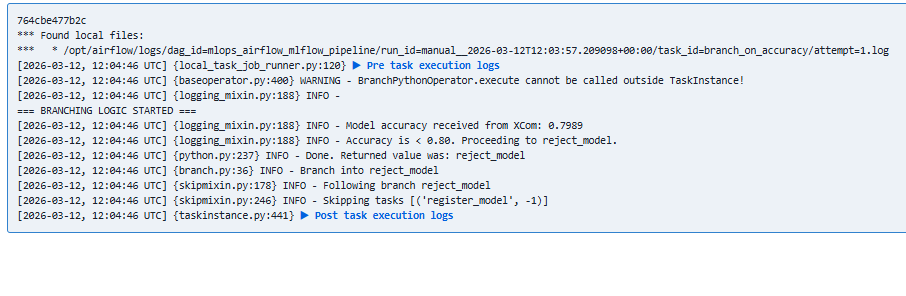 764cbe477b2c
*** Found local files:
***   * /opt/airflow/logs/dag_id=mlops_airflow_mlflow_pipeline/run_id=manual__2026-03-12T12:03:57.209098+00:00/task_id=branch_on_accuracy/attempt=1.log
[2026-03-12, 12:04:46 UTC] {local_task_job_runner.py:120} ▶ Pre task execution logs
[2026-03-12, 12:04:46 UTC] {baseoperator.py:400} WARNING - BranchPythonOperator.execute cannot be called outside TaskInstance!
[2026-03-12, 12:04:46 UTC] {logging_mixin.py:188} INFO -
=== BRANCHING LOGIC STARTED ===
[2026-03-12, 12:04:46 UTC] {logging_mixin.py:188} INFO - Model accuracy received from XCom: 0.7989
[2026-03-12, 12:04:46 UTC] {logging_mixin.py:188} INFO - Accuracy is < 0.80. Proceeding to reject_model.
[2026-03-12, 12:04:46 UTC] {python.py:237} INFO - Done. Returned value was: reject_model
[2026-03-12, 12:04:46 UTC] {branch.py:36} INFO - Branch into reject_model
[2026-03-12, 12:04:46 UTC] {skipmixin.py:178} INFO - Following branch reject_model
[2026-03-12, 12:04:46 UTC] {skipmixin.py:246} INFO - Skipping tasks [('register_model', -1)]
[2026-03-12, 12:04:46 UTC] {taskinstance.py:441} ▶ Post task execution logs